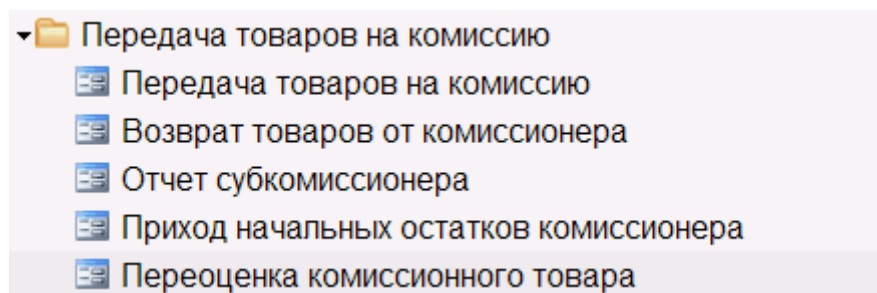 Передача товаров на комиссию
Передача товаров на комиссию
Возврат товаров от комиссионера
Отчет субкомиссионера
Приход начальных остатков комиссионера
Переоценка комиссионного товара